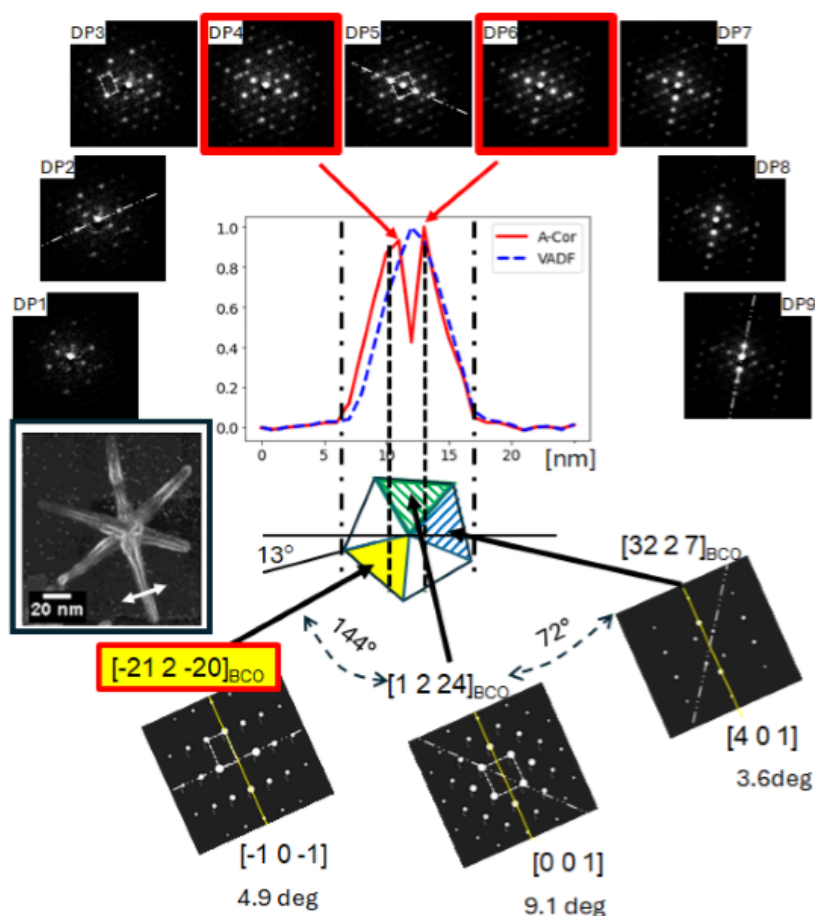 DP3
DP4
DP5
DP6
DP7
DP2
DP8
DP1
DP9
1.0
0.8
0.6
0.4
0.2
0.0
A-Cor
VADF
0 5 10 15 20
[nm]
13°
20 nm
[32 2 7]BCO
144°
72°
[-21 2 -20]BCO
[1 2 24]BCO
[4 0 1]
3.6deg
[-1 0 -1]
4.9 deg
[0 0 1]
9.1 deg